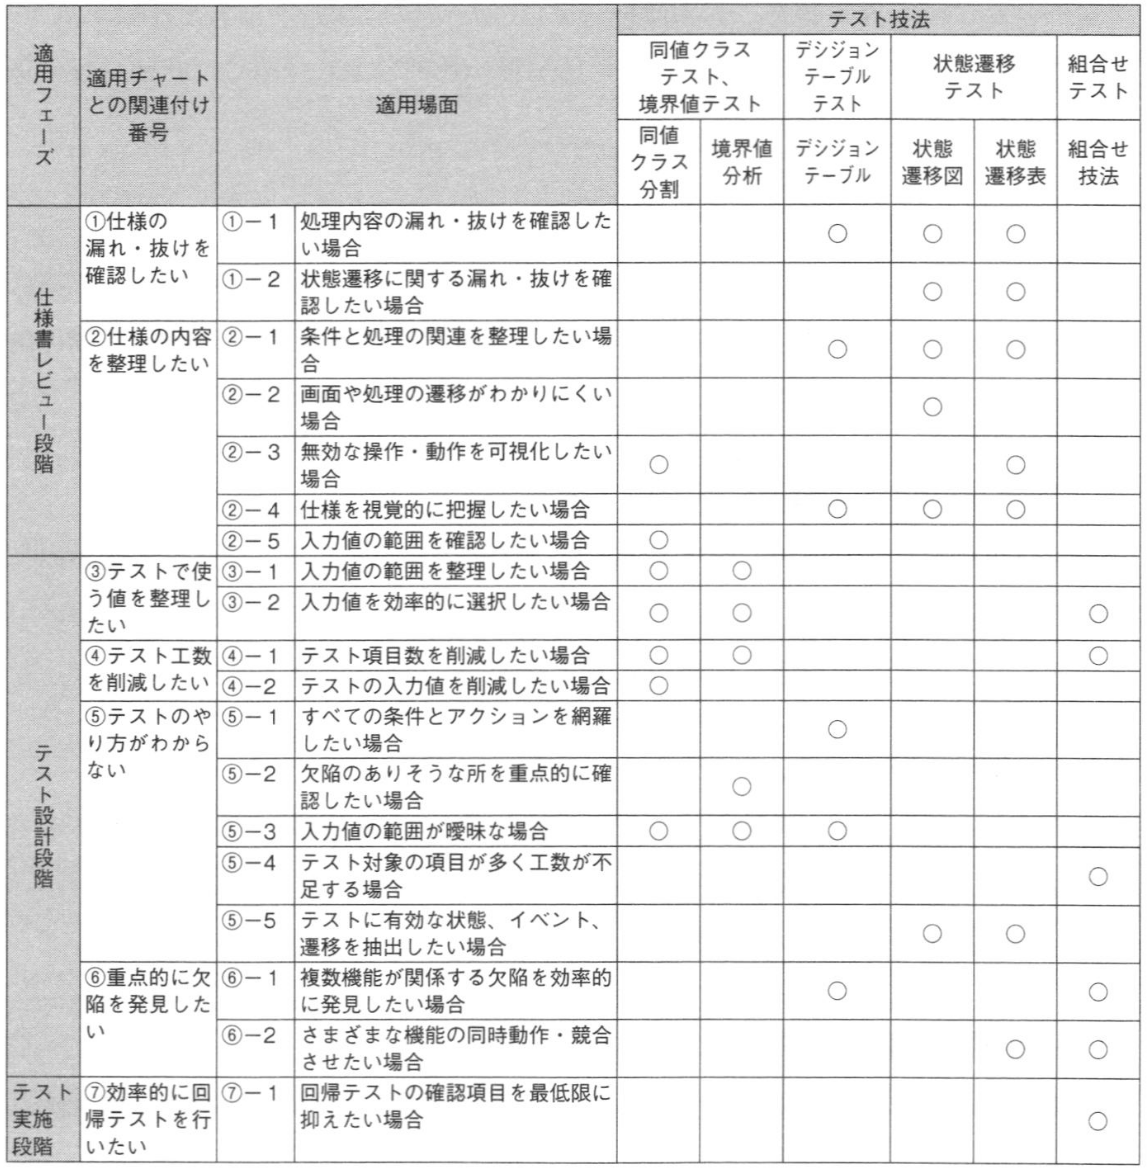 適用フェーズ
適用チャート
との関連付け
番号
適用場面
テスト技法
同値クラス
テスト、
境界値テスト
デシジョン
テーブル
テスト
状態遷移
テスト
組合せ
テスト
同値
クラス
分割
境界値
分析
デシジョン
テーブル
状態
遷移図
状態
遷移表
組合せ
技法
仕様書レビュー段階
①仕様の
漏れ・抜けを
確認したい
①－1 処理内容の漏れ・抜けを確認した
い場合 ○ ○ ○
①－2 状態遷移に関する漏れ・抜けを確
認したい場合 ○ ○
②仕様の内容
を整理したい
②－1 条件と処理の関連を整理したい場
合 ○ ○ ○
②－2 画面や処理の遷移がわかりにくい
場合 ○
②－3 無効な操作・動作を可視化したい
場合 ○ ○
②－4 仕様を視覚的に把握したい場合 ○ ○ ○
②－5 入力値の範囲を確認したい場合 ○
テスト設計段階
③テストで使
う値を整理し
たい
③－1 入力値の範囲を整理したい場合 ○ ○
③－2 入力値を効率的に選択したい場合 ○ ○ ○
④テスト工数
を削減したい
④－1 テスト項目数を削減したい場合 ○ ○ ○
④－2 テストの入力値を削減したい場合 ○
⑤テストのや
り方がわから
ない
⑤－1 すべての条件とアクションを網羅
したい場合 ○
⑤－2 欠陥のありそうな所を重点的に確
認したい場合 ○
⑤－3 入力値の範囲が曖昧な場合 ○ ○ ○
⑤－4 テスト対象の項目が多く工数が不
足する場合 ○
⑤－5 テストに有効な状態、イベント、
遷移を抽出したい場合 ○ ○
⑥重点的に欠
陥を発見した
い
⑥－1 複数機能が関係する欠陥を効率的
に発見したい場合 ○ ○
⑥－2 さまざまな機能の同時動作・競合
させたい場合 ○ ○
テスト
実施
段階
⑦効率的に回
帰テストを行
いたい
⑦－1 回帰テストの確認項目を最低限に
抑えたい場合 ○